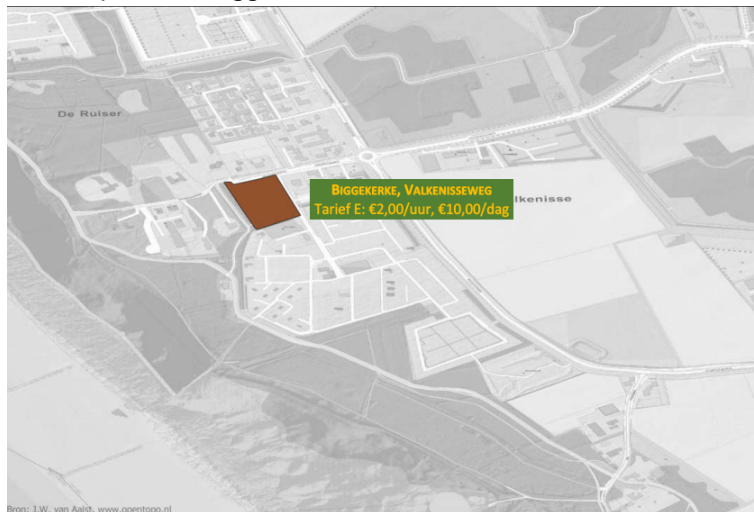 De Ruiser
BIGGEKERKE, VALKENISSEWEG
Tarief E: €2,00/uur, €10,00/dag
lkenisse
Bron: J.W. van Aalst, www.opentopo.nl